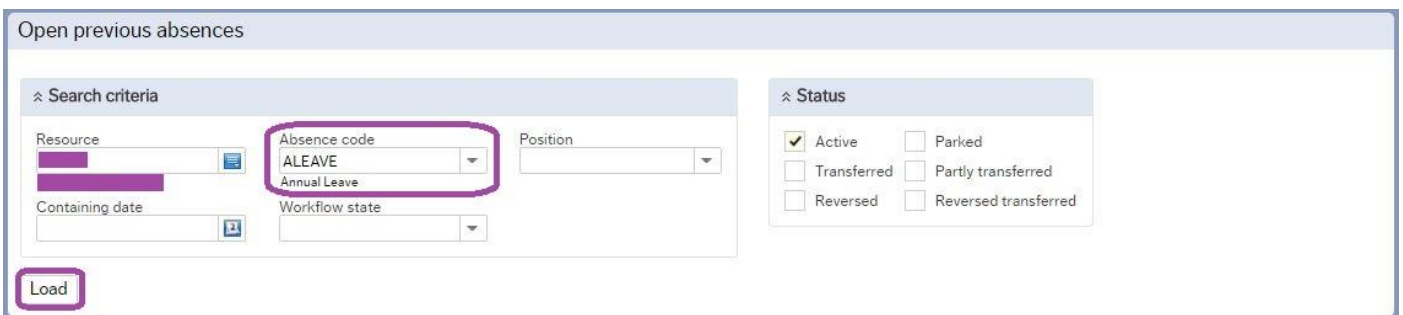 Open previous absences
Search criteria
Resource
Absence code
ALEAVE
Annual Leave
Position
Containing date
Workflow state
Status
Active
Parked
Transferred
Partly transferred
Reversed
Reversed transferred
Load